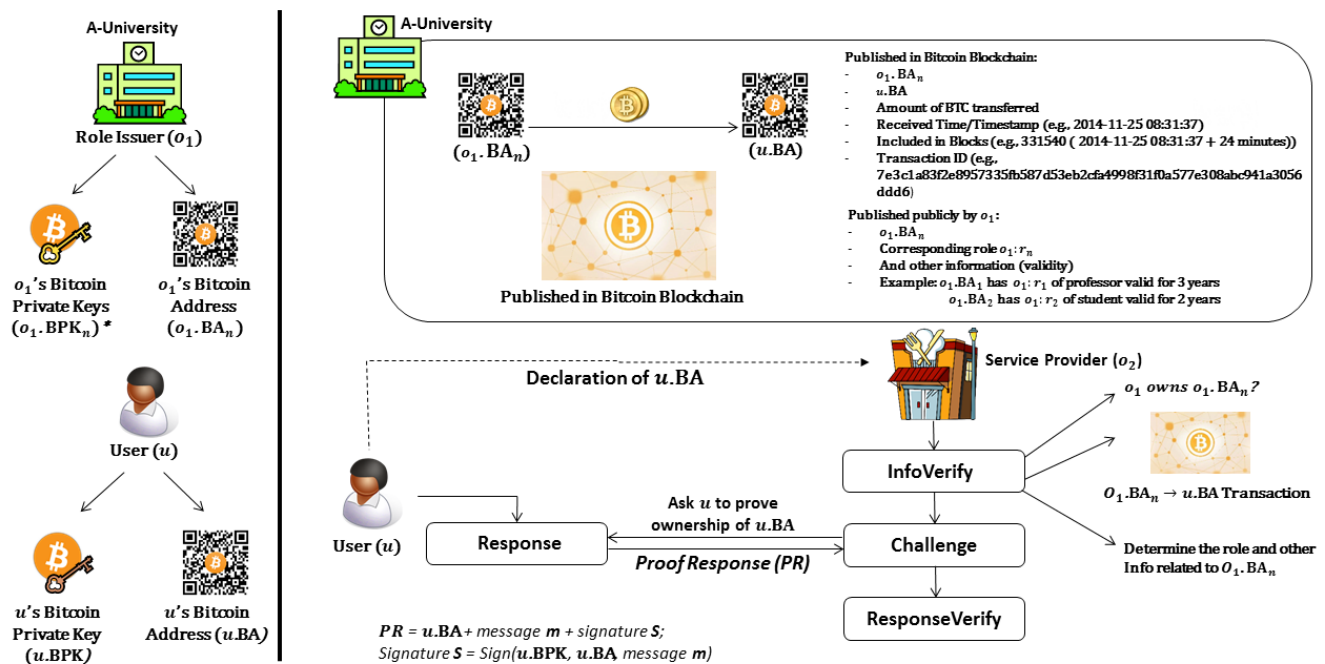 A-University
Role Issuer (o₁)
o₁'s Bitcoin
Private Keys
(o₁.BPKₙ) *
o₁'s Bitcoin
Address
(o₁.BAₙ)
User (u)
u's Bitcoin
Private Key
(u.BPK)
u's Bitcoin
Address (u.BA)
A-University
(o₁.BAₙ)
(u.BA)
Published in Bitcoin Blockchain
Published in Bitcoin Blockchain:
- o₁.BAₙ
- u.BA
- Amount of BTC transferred
- Received Time/Timestamp (e.g., 2014-11-25 08:31:37)
- Included in Blocks (e.g., 331540 ( 2014-11-25 08:31:37 + 24 minutes))
- Transaction ID (e.g.,
7e3c1a83f2e8957335fb587d53eb2cfa4998f31f0a577e308abc941a3056
ddd6)
Published publicly by o₁:
- o₁.BAₙ
- Corresponding role o₁: rₙ
- And other information (validity)
- Example: o₁.BA₁ has o₁: r₁ of professor valid for 3 years
o₁.BA₂ has o₁: r₂ of student valid for 2 years
Declaration of u.BA
Service Provider (o₂)
o₁ owns o₁.BAₙ?
InfoVerify
O₁.BAₙ → u.BA Transaction
User (u)
Response
Ask u to prove
ownership of u.BA
Proof Response (PR)
Challenge
Determine the role and other
Info related to O₁.BAₙ
ResponseVerify
PR = u.BA + message m + signature S;
Signature S = Sign(u.BPK, u.BA, message m)